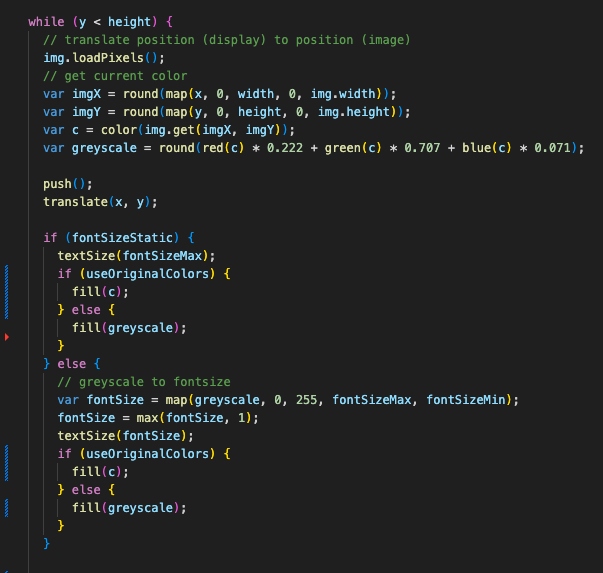 while (y < height) {
// translate position (display) to position (image)
img.loadPixels();
// get current color
var imgX = round(map(x, 0, width, 0, img.width));
var imgY = round(map(y, 0, height, 0, img.height));
var c = color(img.get(imgX, imgY));
var greyscale = round(red(c) * 0.222 + green(c) * 0.707 + blue(c) * 0.071);
push();
translate(x, y);
if (fontSizeStatic) {
textSize(fontSizeMax);
if (useOriginalColors) {
fill(c);
} else {
fill(greyscale);
}
} else {
// greyscale to fontsize
var fontSize = map(greyscale, 0, 255, fontSizeMax, fontSizeMin);
fontSize = max(fontSize, 1);
textSize(fontSize);
if (useOriginalColors) {
fill(c);
} else {
fill(greyscale);
}
}